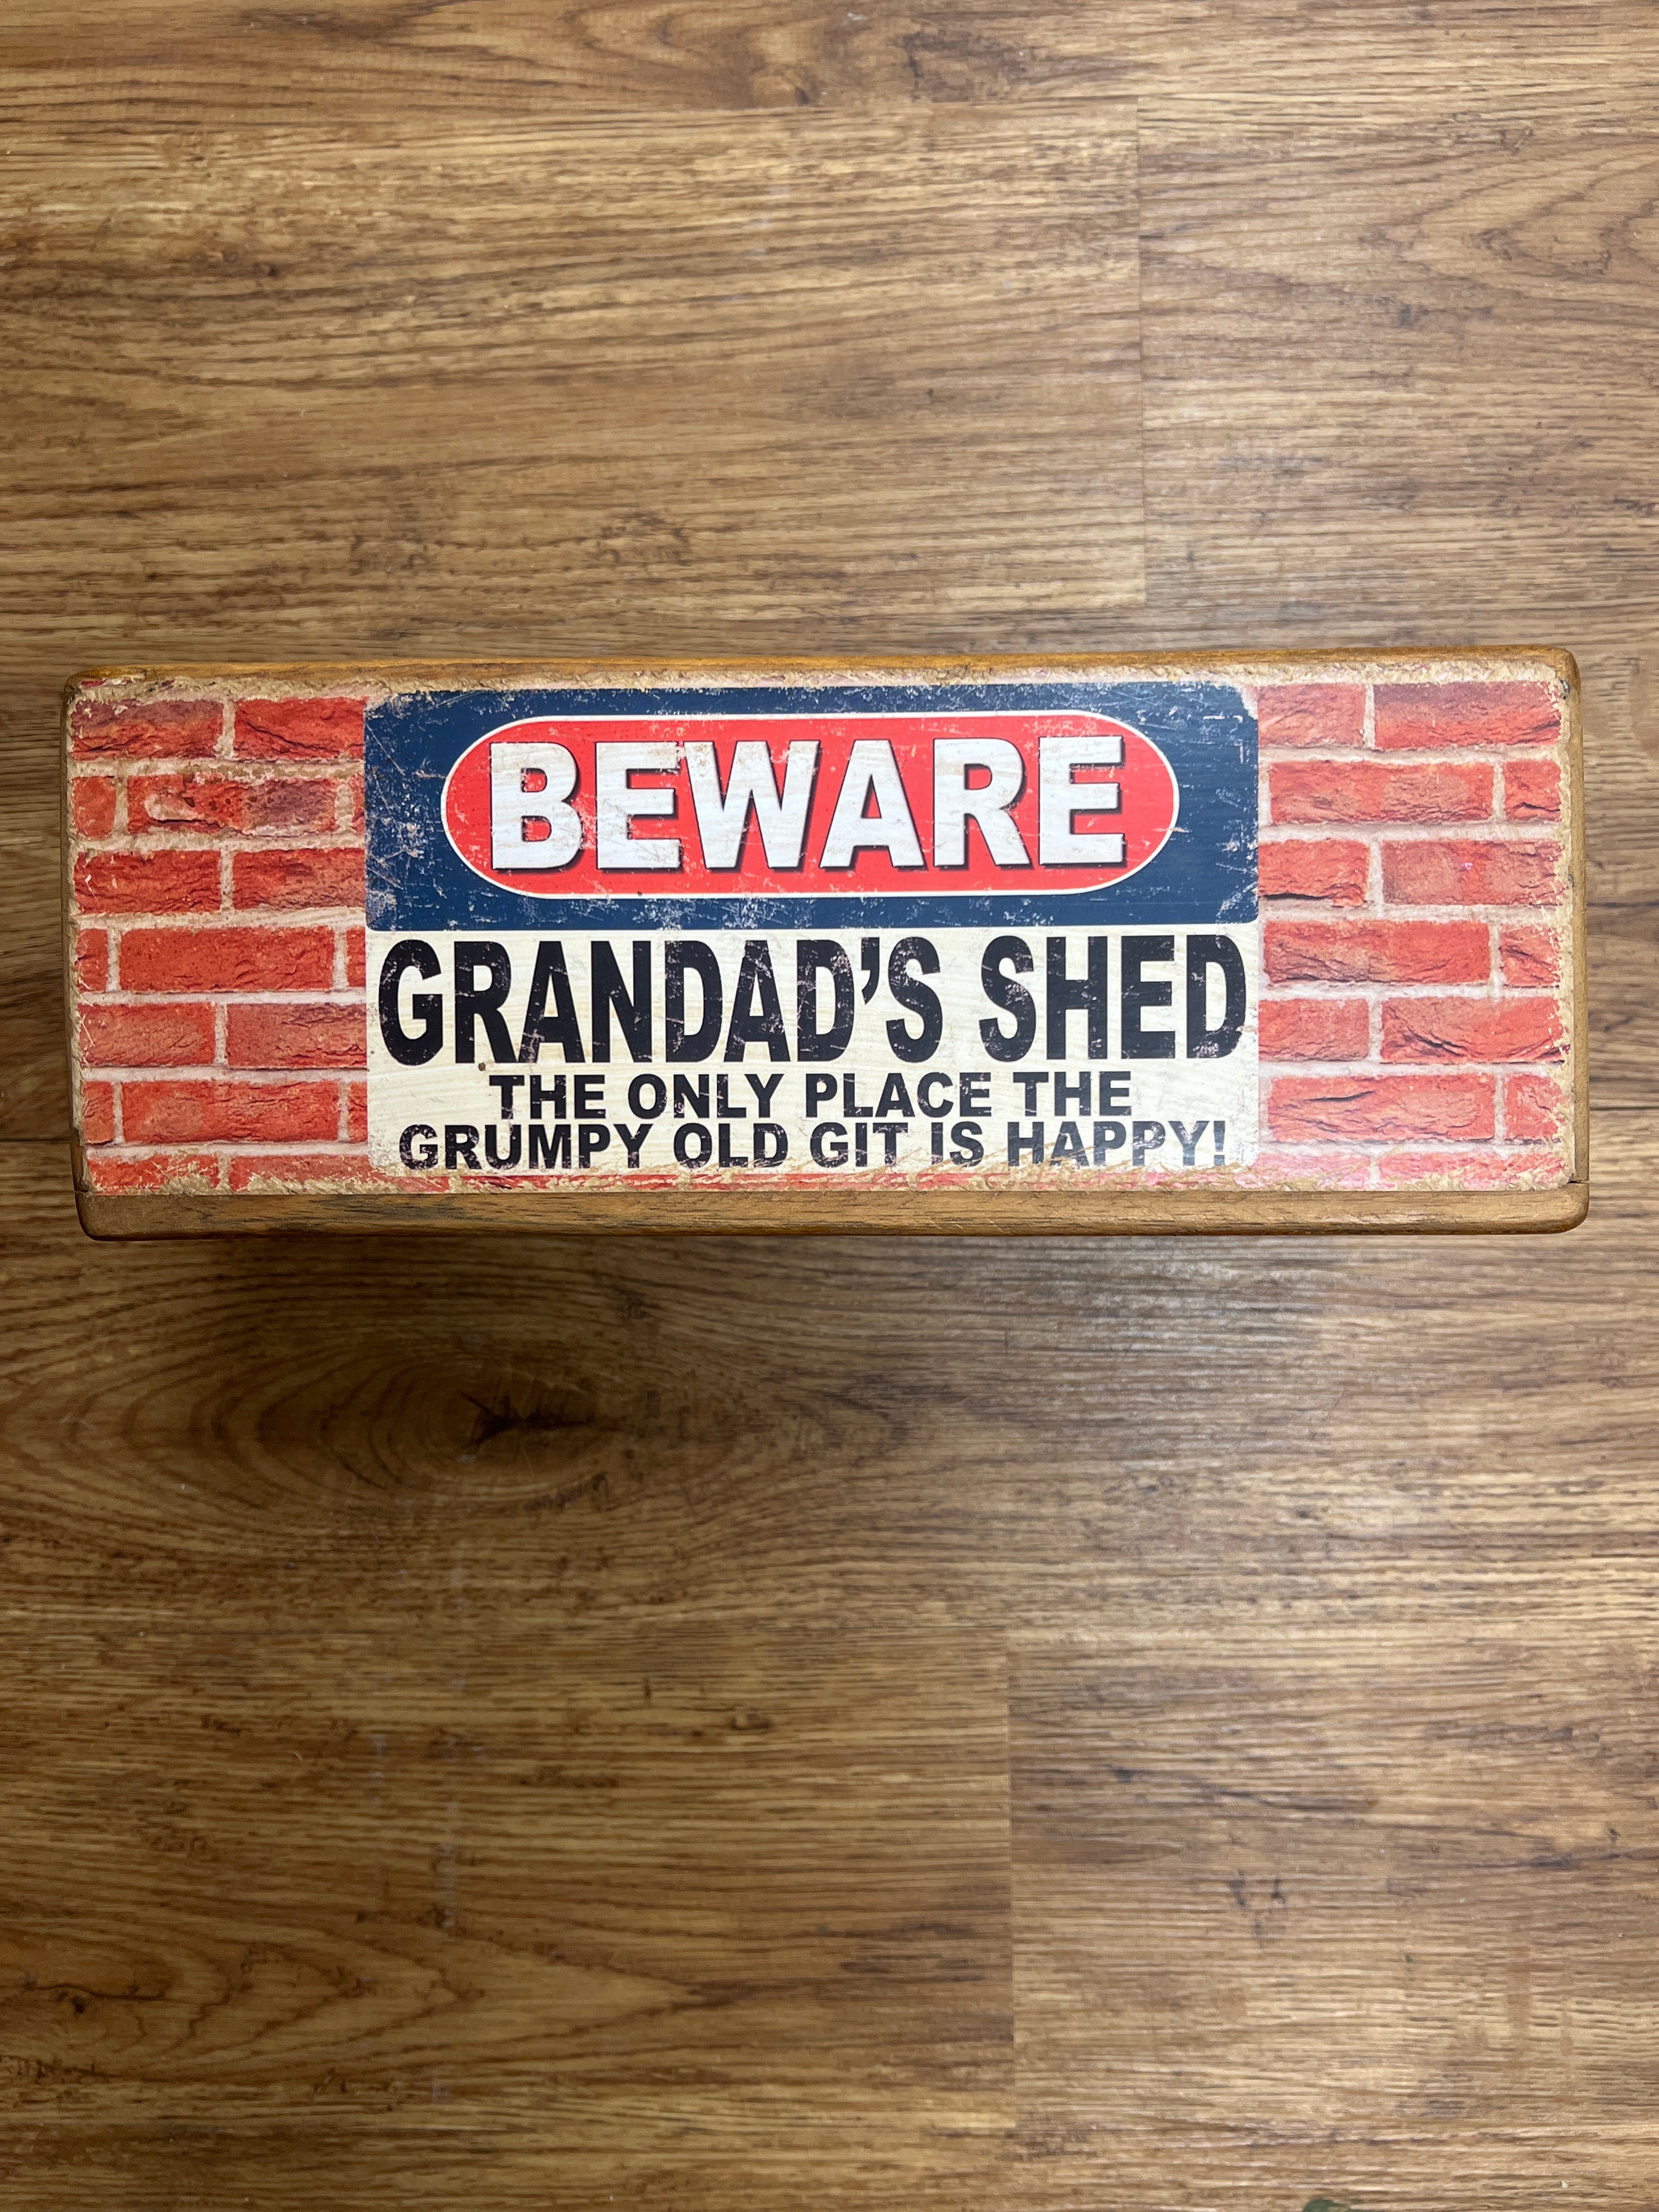 BEWARE
GRANDAD'S SHED
THE ONLY PLACE THE
GRUMPY OLD GIT IS HAPPY!